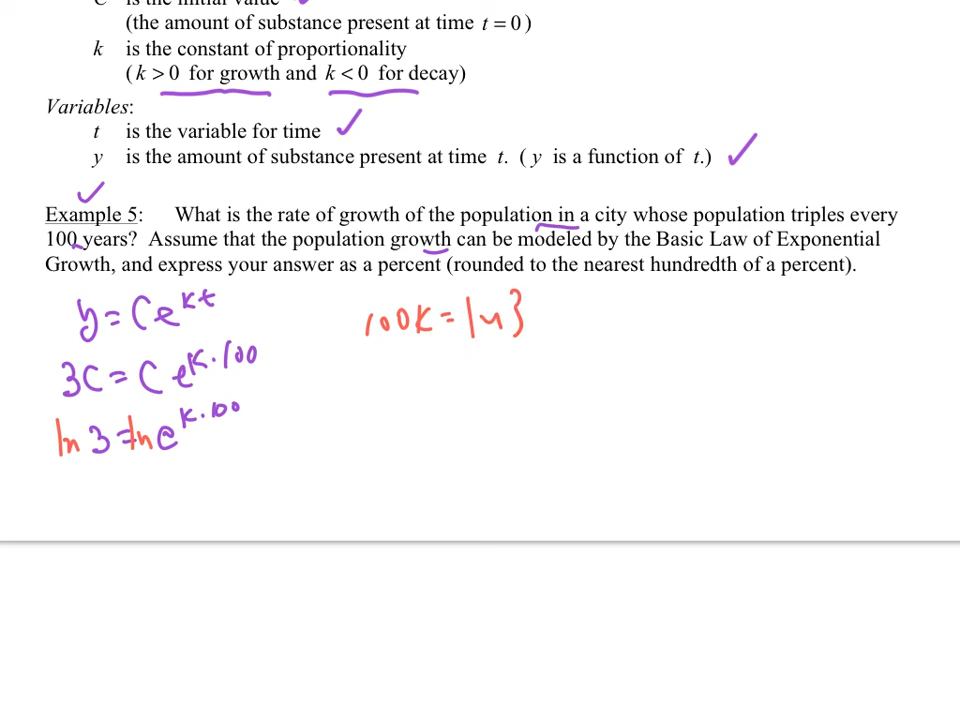 C is the initial value
(the amount of substance present at time t = 0)
k is the constant of proportionality
(k > 0 for growth and k < 0 for decay)
Variables:
t is the variable for time
y is the amount of substance present at time t. (y is a function of t.)
Example 5: What is the rate of growth of the population in a city whose population triples every
100 years? Assume that the population growth can be modeled by the Basic Law of Exponential
Growth, and express your answer as a percent (rounded to the nearest hundredth of a percent).
y = Ce^{kt}
3C = Ce^{k·100}
ln 3 = ln e^{k·100}
100k = ln 3